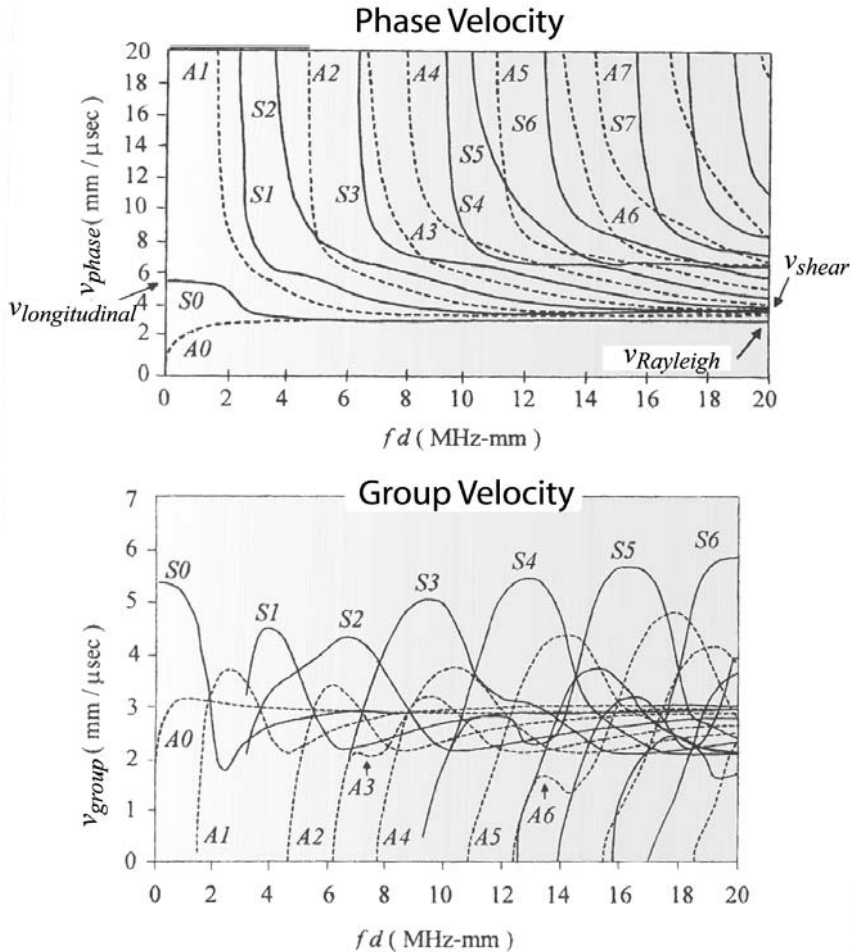 Phase Velocity
20
18
16
14
12
10
8
6
4
2
0
v_phase ( mm / μsec )
A1
A2
A4
A5
A7
S2
S6
S7
S5
S1
S3
S4
A3
A6
S0
A0
v_longitudinal
v_shear
v_Rayleigh
0 2 4 6 8 10 12 14 16 18 20
f d ( MHz-mm )
Group Velocity
7
6
5
4
3
2
1
0
v_group ( mm / μsec )
S0
S1
S2
S3
S4
S5
S6
A0
A1
A2
A3
A4
A5
A6
0 2 4 6 8 10 12 14 16 18 20
f d ( MHz-mm )